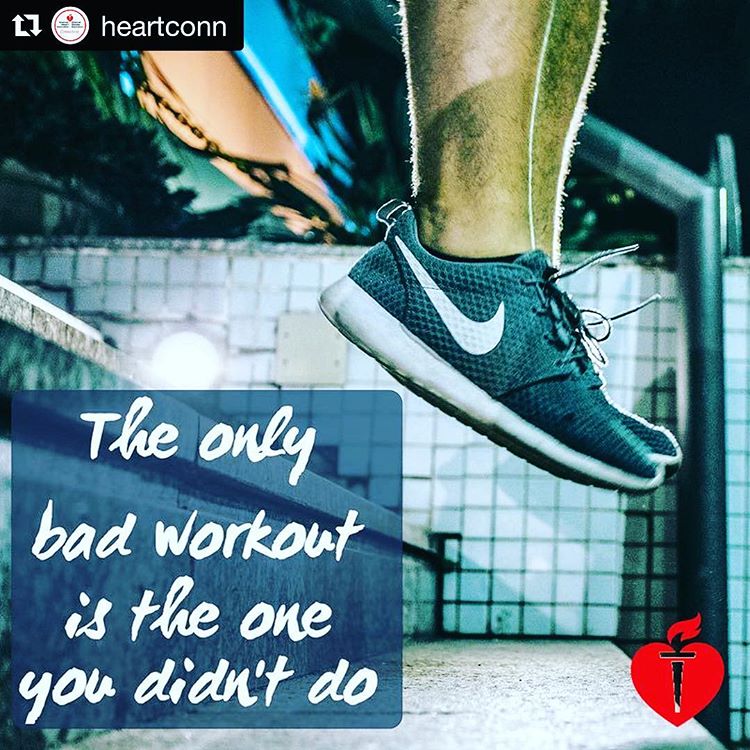 heartconn
The only
bad workout
is the one
you didn't do